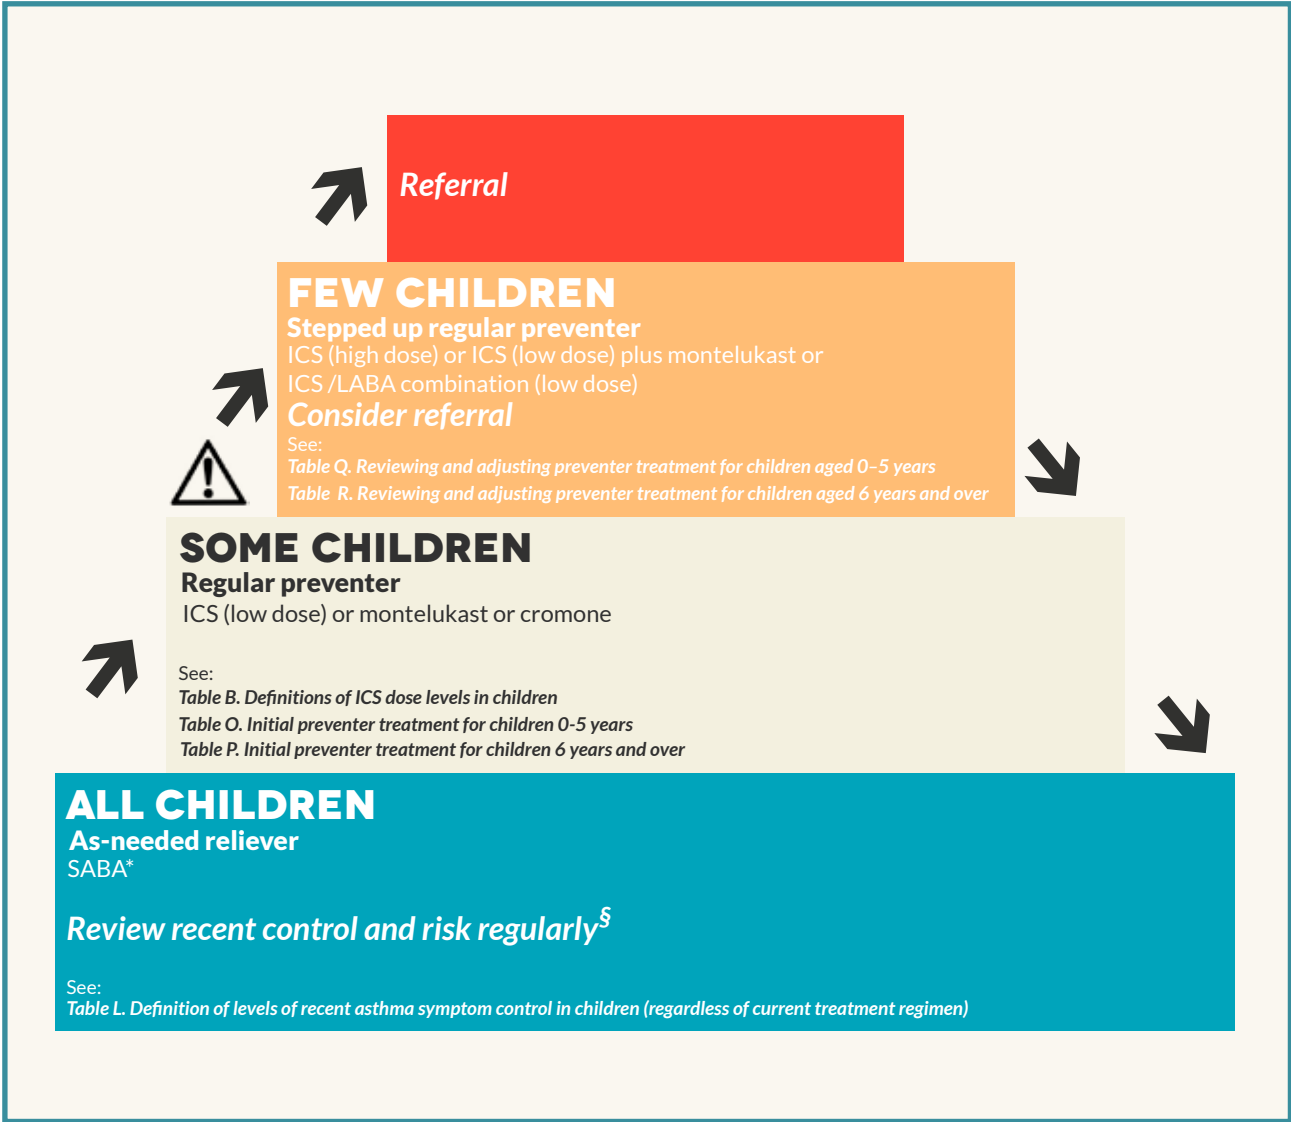 Referral
FEW CHILDREN
Stepped up regular preventer
ICS (high dose) or ICS (low dose) plus montelukast or
ICS /LABA combination (low dose)
Consider referral
See:
Table Q. Reviewing and adjusting preventer treatment for children aged 0–5 years
Table R. Reviewing and adjusting preventer treatment for children aged 6 years and over
SOME CHILDREN
Regular preventer
ICS (low dose) or montelukast or cromone
See:
Table B. Definitions of ICS dose levels in children
Table O. Initial preventer treatment for children 0-5 years
Table P. Initial preventer treatment for children 6 years and over
ALL CHILDREN
As-needed reliever
SABA*
Review recent control and risk regularly§
See:
Table L. Definition of levels of recent asthma symptom control in children (regardless of current treatment regimen)